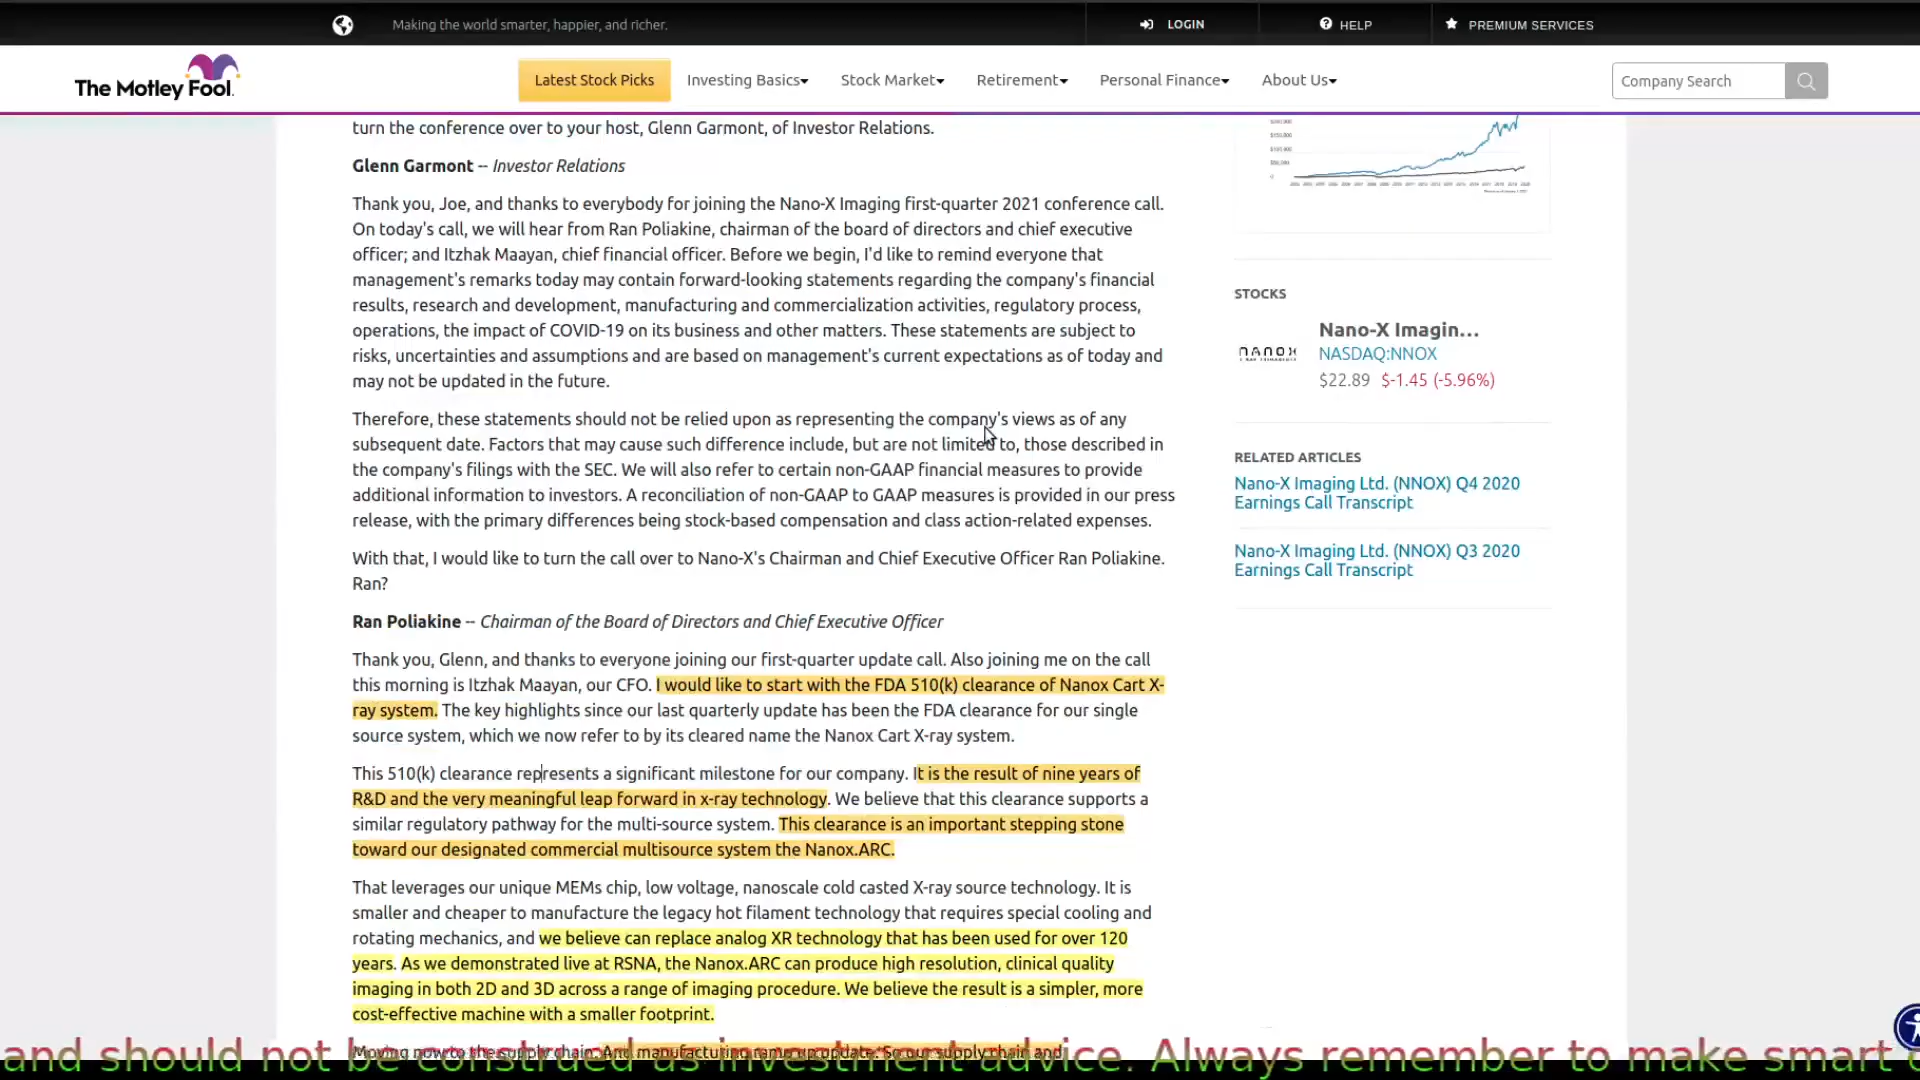 Making the world smarter, happier, and richer.
LOGIN
HELP
PREMIUM SERVICES
The Motley Fool.
Latest Stock Picks
Investing Basics
Stock Market
Retirement
Personal Finance
About Us
Company Search
turn the conference over to your host, Glenn Garmont, of Investor Relations.
Glenn Garmont -- Investor Relations
Thank you, Joe, and thanks to everybody for joining the Nano-X Imaging first-quarter 2021 conference call.
On today's call, we will hear from Ran Poliakine, chairman of the board of directors and chief executive
officer; and Itzhak Maayan, chief financial officer. Before we begin, I'd like to remind everyone that
management's remarks today may contain forward-looking statements regarding the company's financial
results, research and development, manufacturing and commercialization activities, regulatory process,
operations, the impact of COVID-19 on its business and other matters. These statements are subject to
risks, uncertainties and assumptions and are based on management's current expectations as of today and
may not be updated in the future.
Therefore, these statements should not be relied upon as representing the company's views as of any
subsequent date. Factors that may cause such difference include, but are not limited to, those described in
the company's filings with the SEC. We will also refer to certain non-GAAP financial measures to provide
additional information to investors. A reconciliation of non-GAAP to GAAP measures is provided in our press
release, with the primary differences being stock-based compensation and class action-related expenses.
With that, I would like to turn the call over to Nano-X's Chairman and Chief Executive Officer Ran Poliakine.
Ran?
Ran Poliakine -- Chairman of the Board of Directors and Chief Executive Officer
Thank you, Glenn, and thanks to everyone joining our first-quarter update call. Also joining me on the call
this morning is Itzhak Maayan, our CFO. I would like to start with the FDA 510(k) clearance of Nanox Cart X-
ray system. The key highlights since our last quarterly update has been the FDA clearance for our single
source system, which we now refer to by its cleared name the Nanox Cart X-ray system.
This 510(k) clearance represents a significant milestone for our company. It is the result of nine years of
R&D and the very meaningful leap forward in x-ray technology. We believe that this clearance supports a
similar regulatory pathway for the multi-source system. This clearance is an important stepping stone
toward our designated commercial multisource system the Nanox.ARC.
That leverages our unique MEMs chip, low voltage, nanoscale cold casted X-ray source technology. It is
smaller and cheaper to manufacture the legacy hot filament technology that requires special cooling and
rotating mechanics, and we believe can replace analog XR technology that has been used for over 120
years. As we demonstrated live at RSNA, the Nanox.ARC can produce high resolution, clinical quality
imaging in both 2D and 3D across a range of imaging procedure. We believe the result is a simpler, more
cost-effective machine with a smaller footprint.
Moving now to the supply chain. And manufacturing ramp up update. So our supply chain and
STOCKS
NANOX
Nano-X Imagin...
NASDAQ:NNOX
$22.89 $-1.45 (-5.96%)
RELATED ARTICLES
Nano-X Imaging Ltd. (NNOX) Q4 2020
Earnings Call Transcript
Nano-X Imaging Ltd. (NNOX) Q3 2020
Earnings Call Transcript
and should not be construed as investment advice. Always remember to make smart